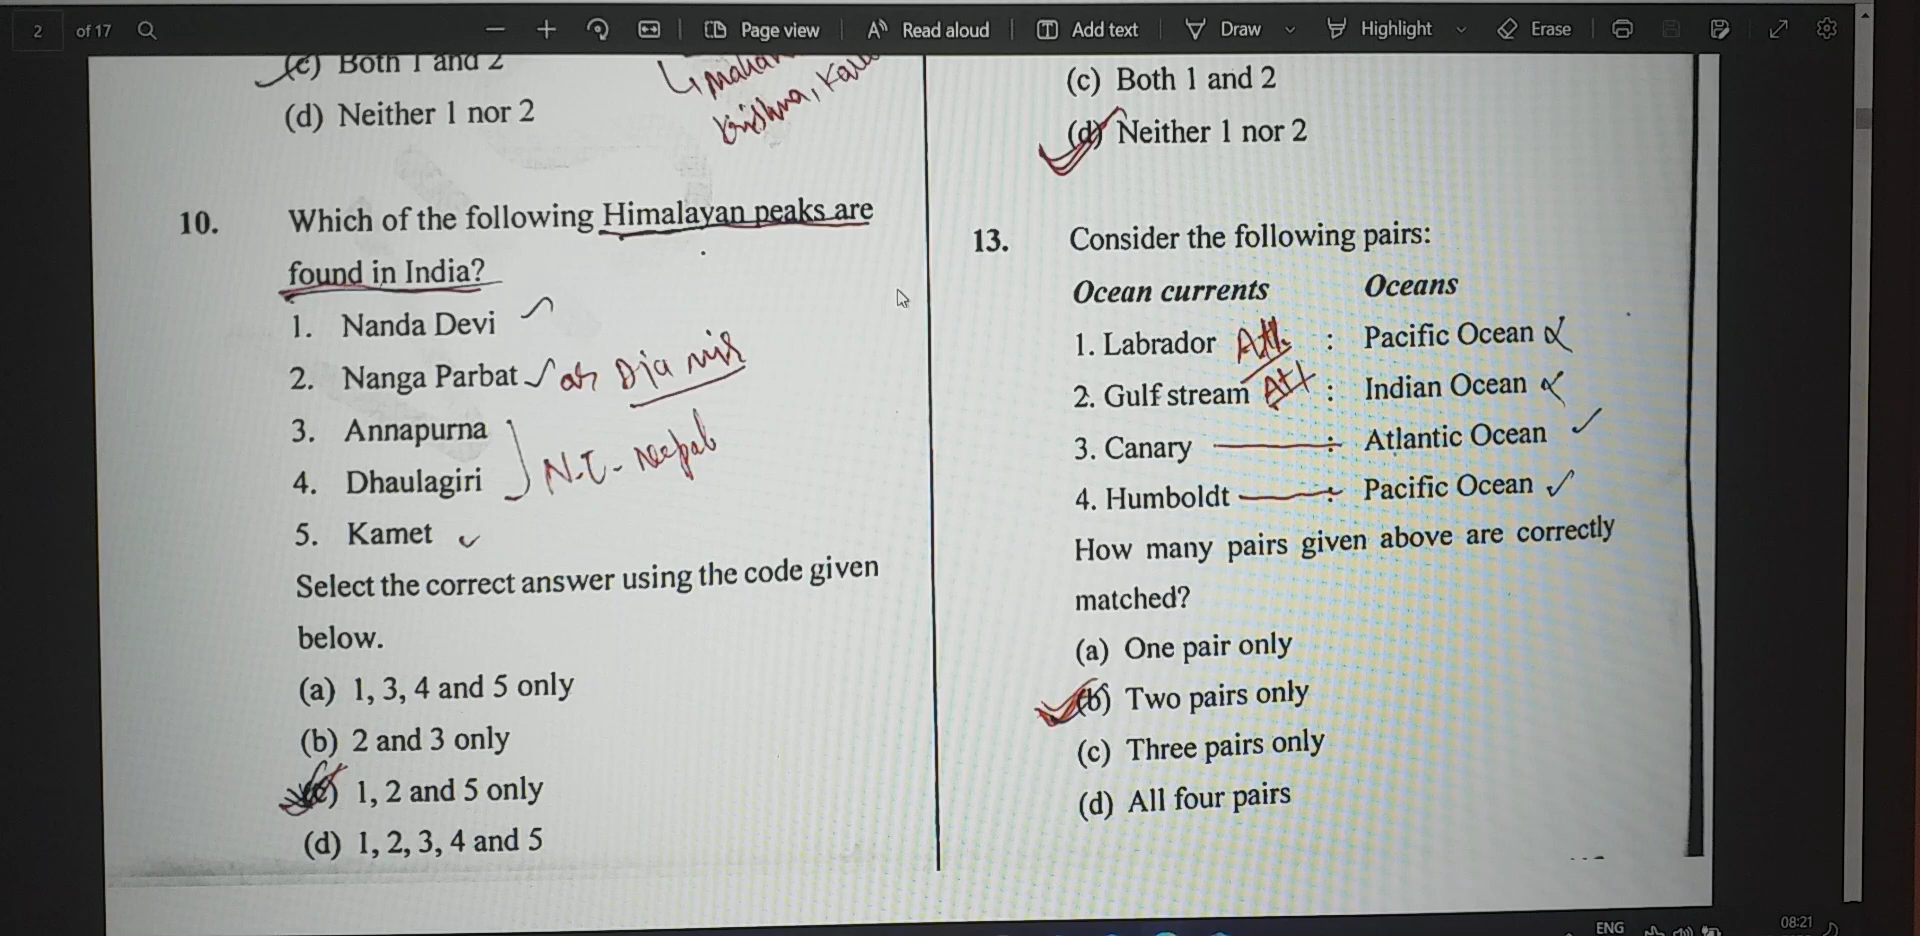 2 of 17 Page view Read aloud Add text Draw Highlight Erase
(c) Both 1 and 2
(d) Neither 1 nor 2
Krishna,
10. Which of the following Himalayan peaks are
found in India?
1. Nanda Devi
2. Nanga Parbat or Diamir
3. Annapurna
4. Dhaulagiri
N.I - Nepal
5. Kamet
Select the correct answer using the code given
below.
(a) 1, 3, 4 and 5 only
(b) 2 and 3 only
(c) 1, 2 and 5 only
(d) 1, 2, 3, 4 and 5
(c) Both 1 and 2
(d) Neither 1 nor 2
13. Consider the following pairs:
Ocean currents Oceans
1. Labrador Atl. : Pacific Ocean
2. Gulf stream Atl : Indian Ocean
3. Canary : Atlantic Ocean
4. Humboldt : Pacific Ocean
How many pairs given above are correctly
matched?
(a) One pair only
(b) Two pairs only
(c) Three pairs only
(d) All four pairs
ENG 08:21